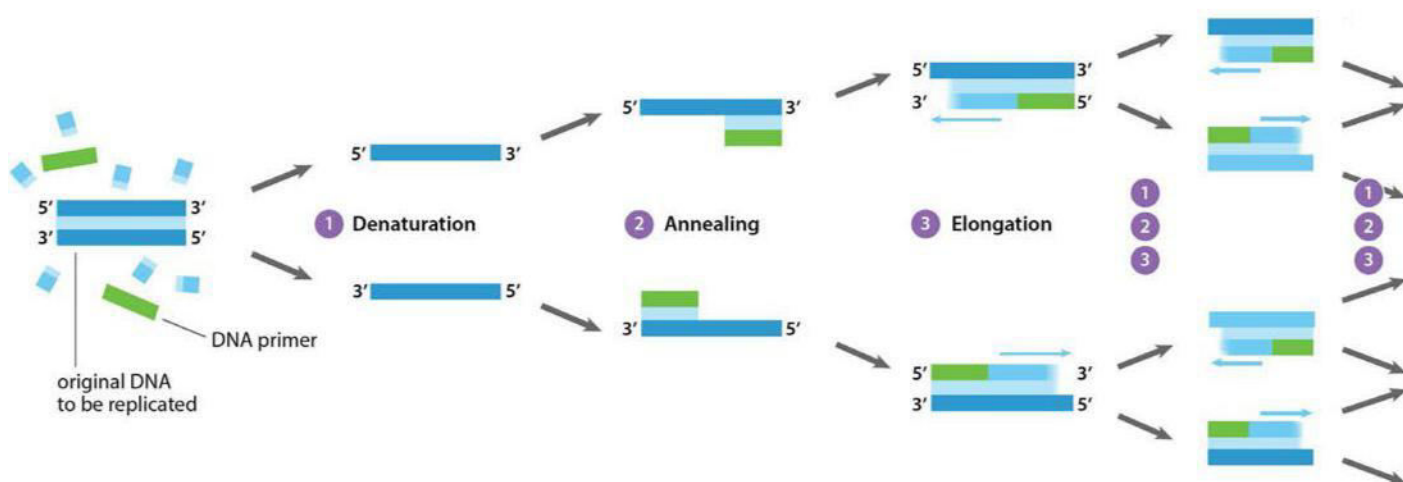 5′ 3′
3′ 5′
DNA primer
original DNA
to be replicated
5′ 3′
1 Denaturation
3′ 5′
5′ 3′
2 Annealing
3′ 5′
5′ 3′
3′ 5′
3 Elongation
5′ 3′
3′ 5′
1
2
3
1
2
3